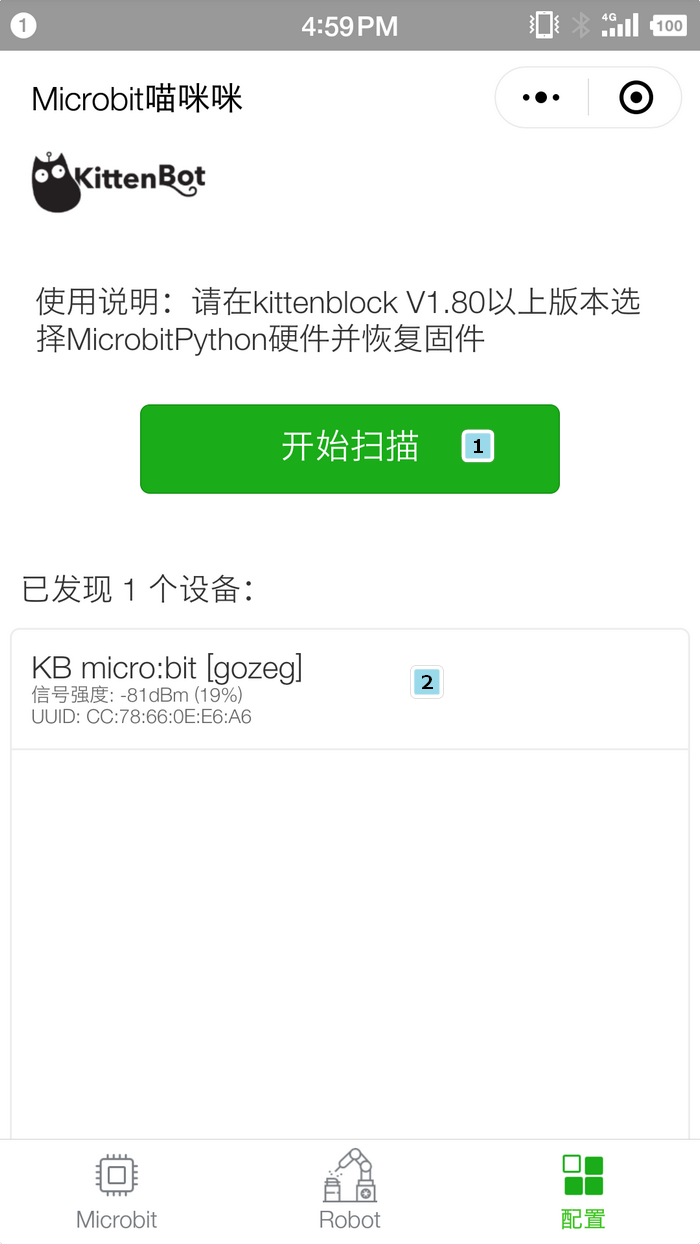 1
4:59PM
4G
100
Microbit喵咪咪
KittenBot
使用说明：请在kittenblock V1.80以上版本选
择MicrobitPython硬件并恢复固件
开始扫描 1
已发现 1 个设备：
KB micro:bit [gozeg]
2
信号强度: -81dBm (19%)
UUID: CC:78:66:0E:E6:A6
Microbit
Robot
配置